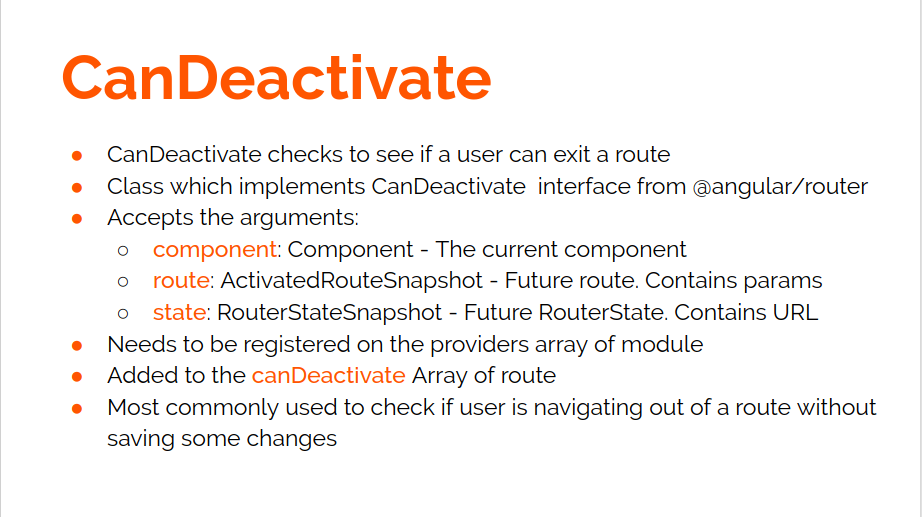 CanDeactivate
● CanDeactivate checks to see if a user can exit a route
● Class which implements CanDeactivate  interface from @angular/router
● Accepts the arguments:
○ component: Component - The current component
○ route: ActivatedRouteSnapshot - Future route. Contains params
○ state: RouterStateSnapshot - Future RouterState. Contains URL
● Needs to be registered on the providers array of module
● Added to the canDeactivate Array of route
● Most commonly used to check if user is navigating out of a route without
saving some changes